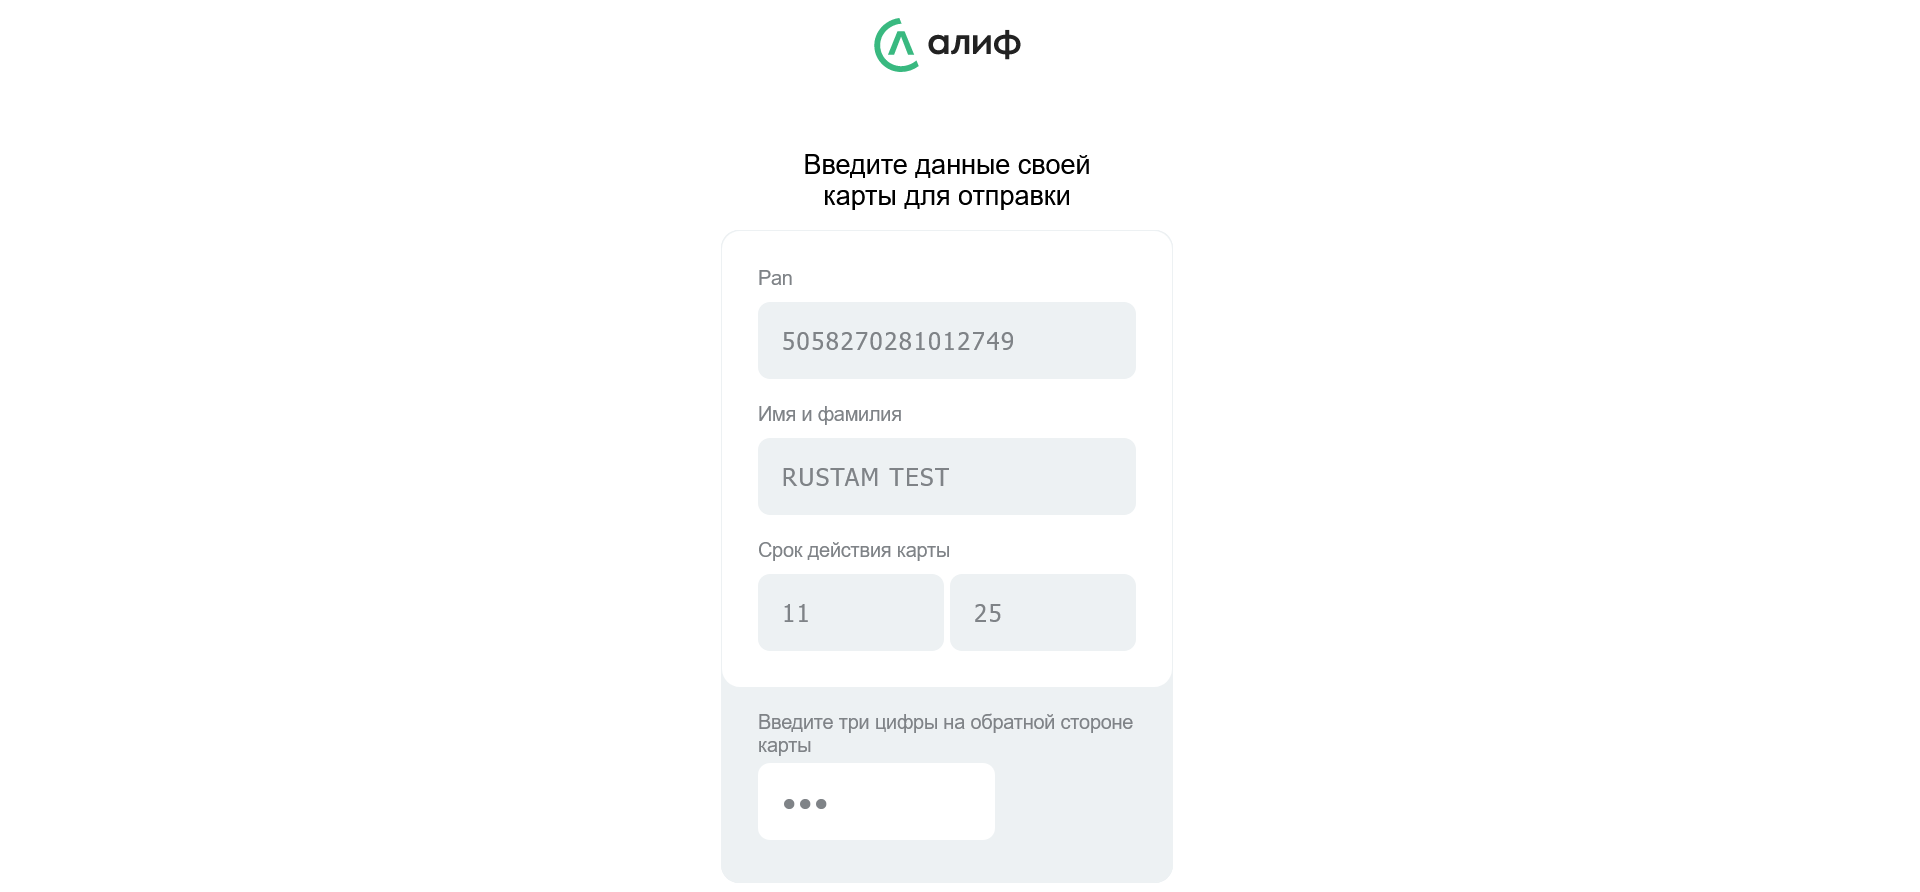 алиф
Введите данные своей
карты для отправки
Pan
5058270281012749
Имя и фамилия
RUSTAM TEST
Срок действия карты
11 25
Введите три цифры на обратной стороне
карты
•••